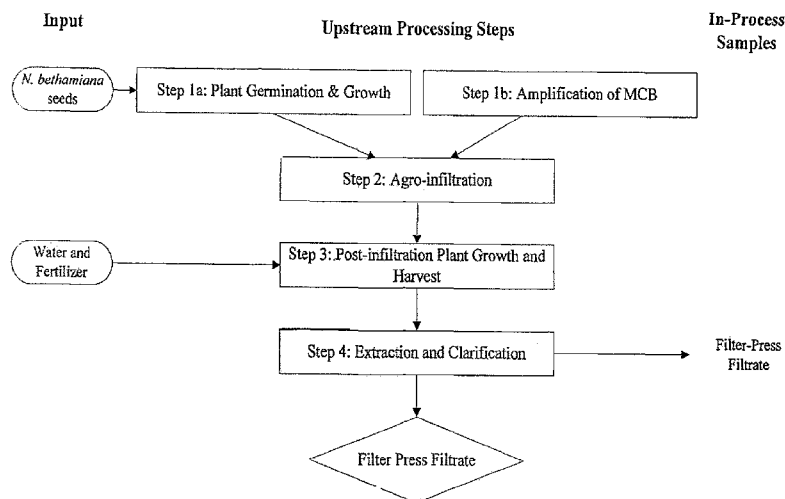 Input
Upstream Processing Steps
In-Process
Samples
N. bethamiana
seeds
Step 1a: Plant Germination & Growth
Step 1b: Amplification of MCB
Step 2: Agro-infiltration
Water and
Fertilizer
Step 3: Post-infiltration Plant Growth and
Harvest
Step 4: Extraction and Clarification
Filter-Press
Filtrate
Filter Press Filtrate